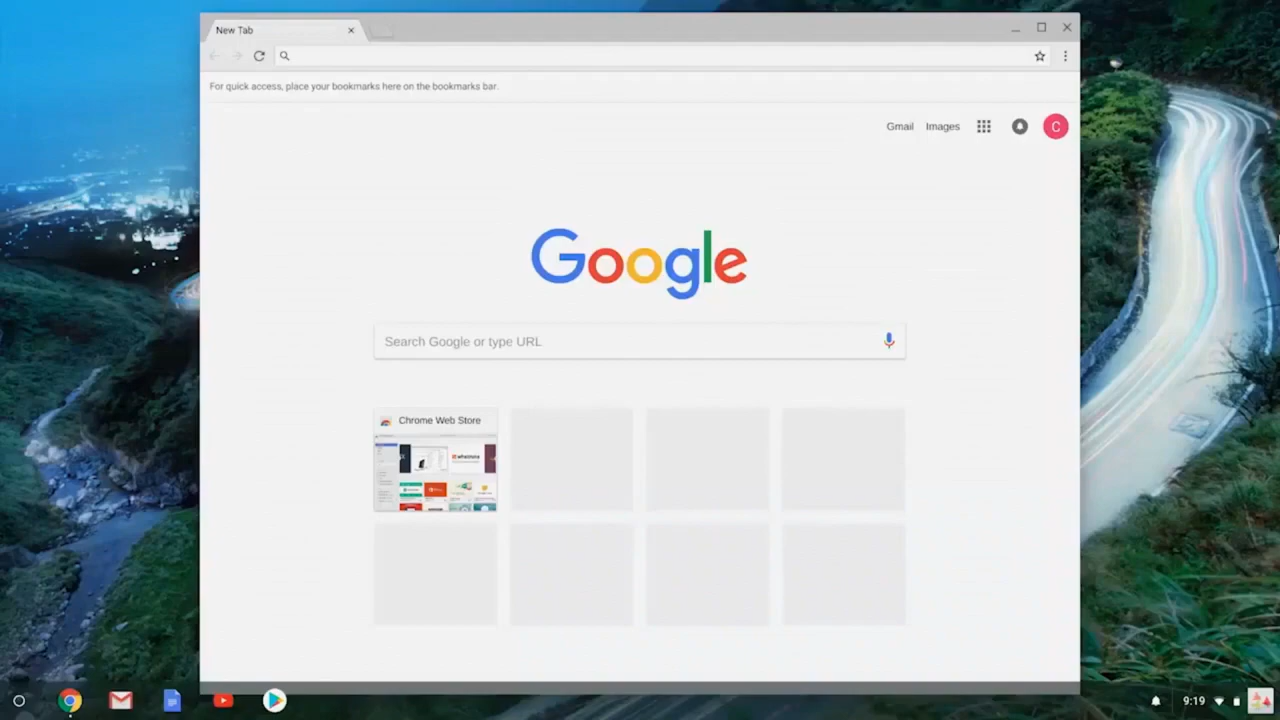 New Tab
For quick access, place your bookmarks here on the bookmarks bar.
Gmail Images
C
Google
Search Google or type URL
Chrome Web Store
9:19